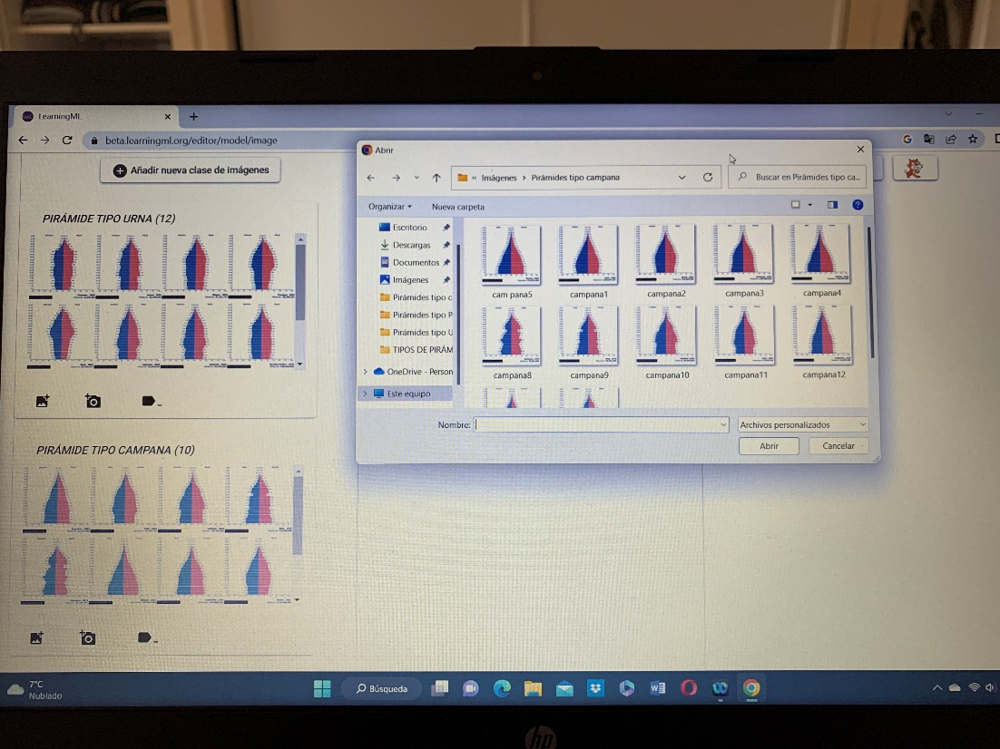 LearningML
beta.learningml.org/editor/model/image
Añadir nueva clase de imágenes
PIRÁMIDE TIPO URNA (12)
PIRÁMIDE TIPO CAMPANA (10)
Abrir
« Imágenes › Pirámides tipo campana
Buscar en Pirámides tipo ca...
Organizar
Nueva carpeta
Escritorio
Descargas
Documentos
Imágenes
Pirámides tipo c
Pirámides tipo P
Pirámides tipo U
TIPOS DE PIRÁM
OneDrive - Person
Este equipo
cam pana5
campana1
campana2
campana3
campana4
campana8
campana9
campana10
campana11
campana12
Nombre:
Archivos personalizados
Abrir
Cancelar
7°C
Nublado
Búsqueda
hp